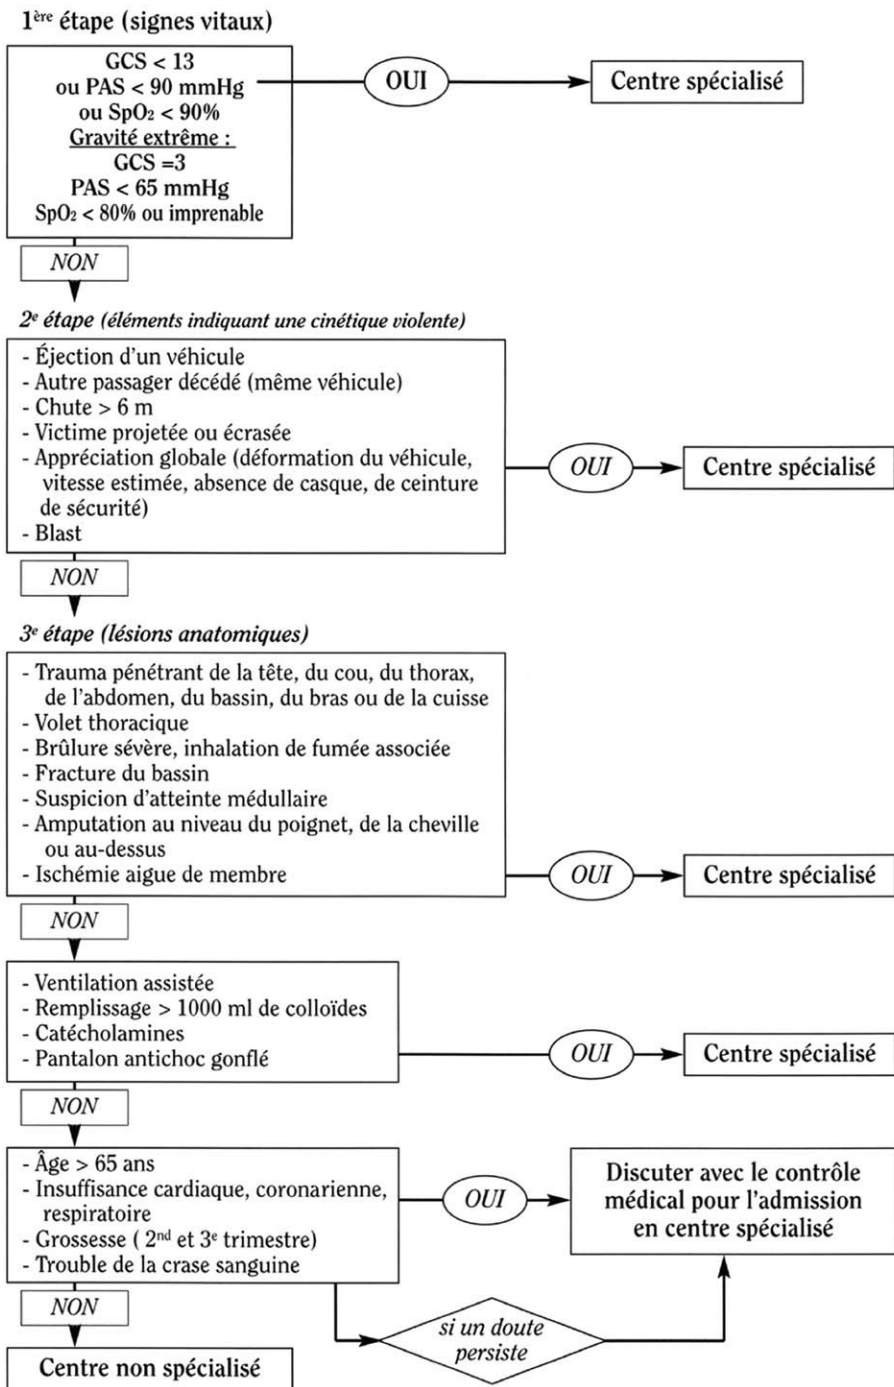 1ère étape (signes vitaux)
GCS < 13
ou PAS < 90 mmHg
ou SpO2 < 90%
Gravité extrême :
GCS =3
PAS < 65 mmHg
SpO2 < 80% ou imprenable
OUI
Centre spécialisé
NON
2e étape (éléments indiquant une cinétique violente)
- Éjection d'un véhicule
- Autre passager décédé (même véhicule)
- Chute > 6 m
- Victime projetée ou écrasée
- Appréciation globale (déformation du véhicule,
vitesse estimée, absence de casque, de ceinture
de sécurité)
- Blast
OUI
Centre spécialisé
NON
3e étape (lésions anatomiques)
- Trauma pénétrant de la tête, du cou, du thorax,
de l'abdomen, du bassin, du bras ou de la cuisse
- Volet thoracique
- Brûlure sévère, inhalation de fumée associée
- Fracture du bassin
- Suspicion d'atteinte médullaire
- Amputation au niveau du poignet, de la cheville
ou au-dessus
- Ischémie aigue de membre
OUI
Centre spécialisé
NON
- Ventilation assistée
- Remplissage > 1000 ml de colloïdes
- Catécholamines
- Pantalon antichoc gonflé
OUI
Centre spécialisé
NON
- Âge > 65 ans
- Insuffisance cardiaque, coronarienne,
respiratoire
- Grossesse ( 2nd et 3e trimestre)
- Trouble de la crase sanguine
OUI
Discuter avec le contrôle
médical pour l'admission
en centre spécialisé
NON
si un doute
persiste
Centre non spécialisé